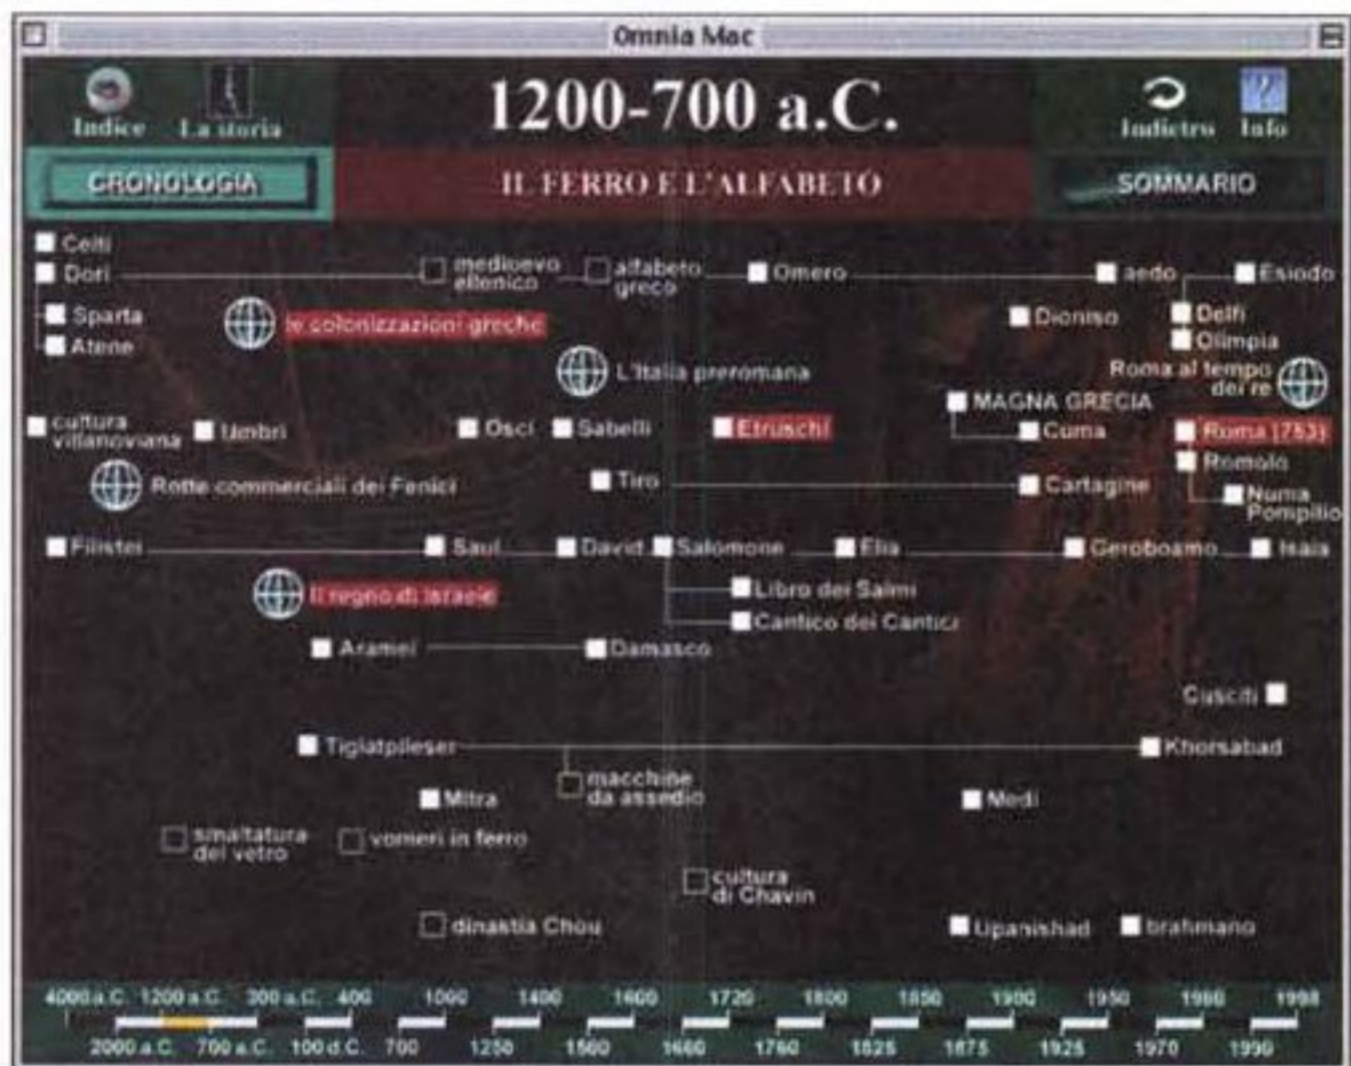 Omnia Mac
Indice La storia
1200-700 a.C.
Indietro Info
CRONOLOGIA
IL FERRO E L'ALFABETO
SOMMARIO
Celti
Dori
medioevo
ellenico
alfabeto
greco
Omero
aedo
Esiodo
Sparta
Atene
le colonizzazioni greche
Dioniso
Delfi
Olimpia
L'Italia preromana
Roma al tempo
dei re
MAGNA GRECIA
cultura
villanoviana
Umbri
Osci
Sabelli
Etruschi
Cuma
Roma (753)
Romolo
Rotte commerciali dei Fenici
Tiro
Cartagine
Numa
Pompilio
Filistei
Saul
David
Salomone
Elia
Geroboamo
Isaia
Il regno di Israele
Libro dei Salmi
Cantico dei Cantici
Aramei
Damasco
Cusciti
Tiglatpileser
Khorsabad
macchine
da assedio
Mitra
Medi
smaltatura
del vetro
vomeri in ferro
cultura
di Chavin
dinastia Chou
Upanishad
brahmano
4000 a.C. 1200 a.C. 300 a.C. 400 1000 1400 1600 1720 1800 1850 1900 1950 1980 1998
2000 a.C. 700 a.C. 100 d.C. 700 1250 1560 1660 1760 1825 1875 1925 1970 1990